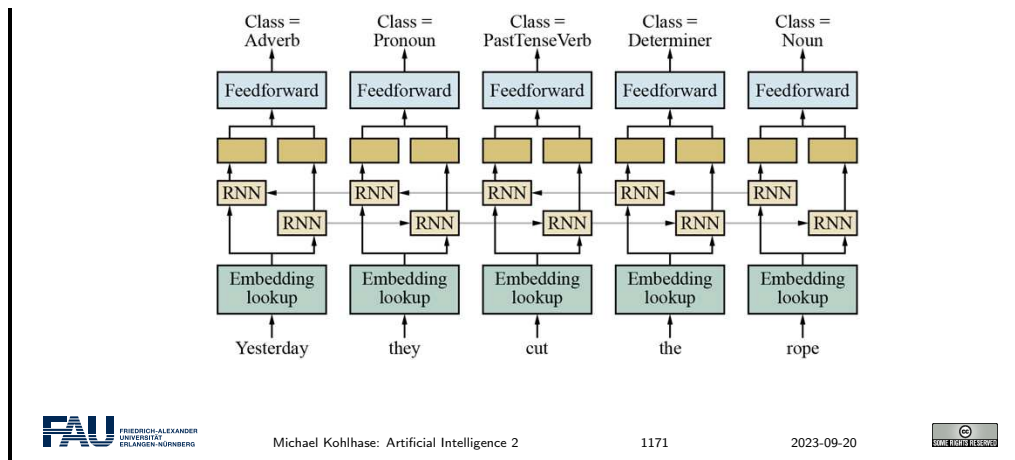 Class = Class = Class = Class = Class =
Adverb Pronoun PastTenseVerb Determiner Noun
Feedforward Feedforward Feedforward Feedforward Feedforward
RNN RNN RNN RNN RNN
RNN RNN RNN RNN RNN
Embedding Embedding Embedding Embedding Embedding
lookup lookup lookup lookup lookup
Yesterday they cut the rope
FAU
FRIEDRICH-ALEXANDER
UNIVERSITÄT
ERLANGEN-NÜRNBERG
Michael Kohlhase: Artificial Intelligence 2 1171 2023-09-20
cc
SOME RIGHTS RESERVED